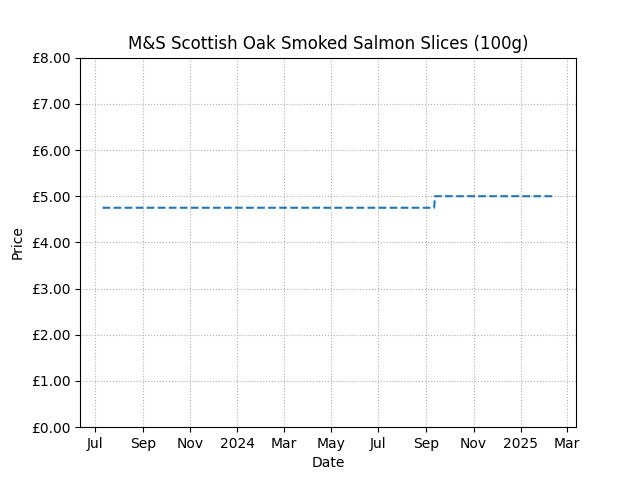 M&S Scottish Oak Smoked Salmon Slices (100g)
£8.00
£7.00
£6.00
£5.00
£4.00
£3.00
£2.00
£1.00
£0.00
Price
Jul Sep Nov 2024 Mar May Jul Sep Nov 2025 Mar
Date